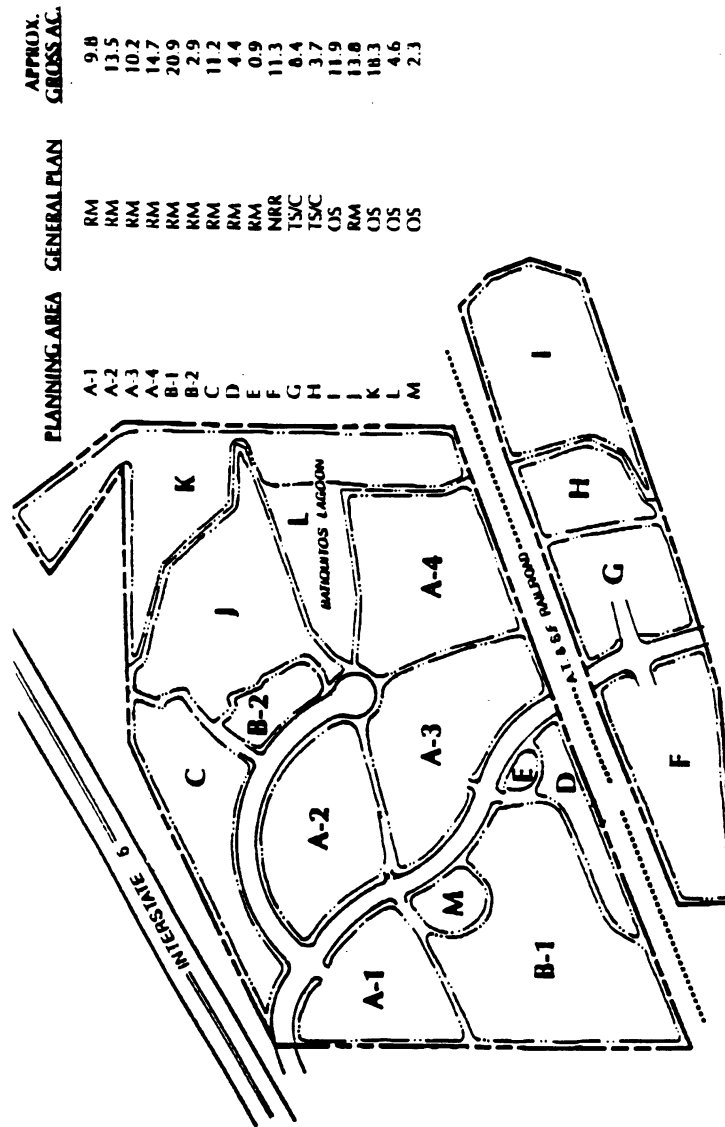 PLANNING AREA GENERAL PLAN APPROX. GROSS AC.
A-1 RM 9.8
A-2 RM 13.5
A-3 RM 10.2
A-4 RM 14.7
B-1 RM 20.9
B-2 RM 2.9
C RM 11.2
D RM 4.4
E RM 0.9
F NRR 11.3
G TS/C 8.4
H TS/C 3.7
I OS 11.9
J RM 13.8
K OS 18.3
L OS 4.6
M OS 2.3
INTERSTATE 5
K
J
L
BATIQUITOS LAGOON
C
B-2
A-4
A-2
A-3
A-1
M
E
D
B-1
A.T. & S.F. RAILROAD
I
H
G
F